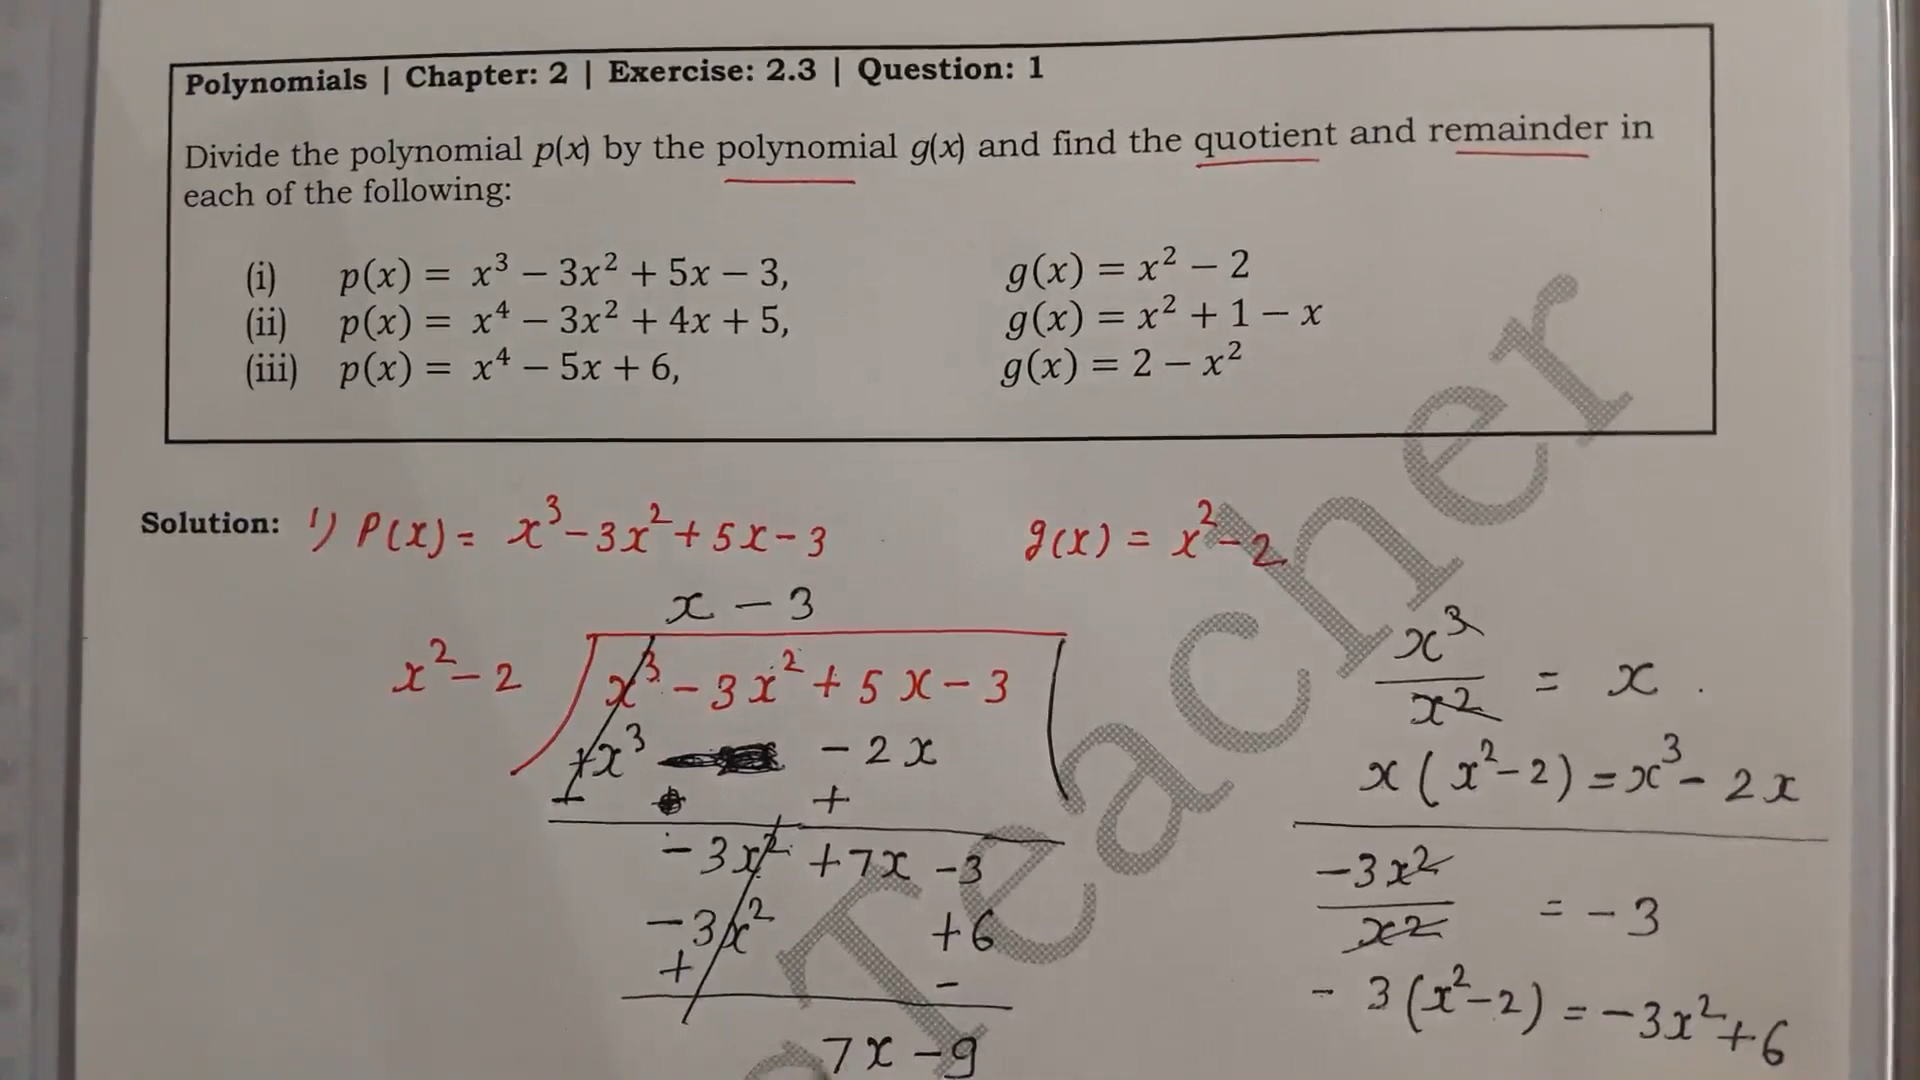 Polynomials | Chapter: 2 | Exercise: 2.3 | Question: 1
Divide the polynomial p(x) by the polynomial g(x) and find the quotient and remainder in
each of the following:
(i) p(x) = x³ − 3x² + 5x − 3, g(x) = x² − 2
(ii) p(x) = x⁴ − 3x² + 4x + 5, g(x) = x² + 1 − x
(iii) p(x) = x⁴ − 5x + 6, g(x) = 2 − x²
Solution: 1) P(x) = x³ − 3x² + 5x − 3 g(x) = x² − 2
x − 3
x² − 2 x³ − 3x² + 5x − 3
+x³ − 2x
− +
−3x² + 7x − 3
−3x² + 6
+ −
7x − 9
x³
x² = x
x(x² − 2) = x³ − 2x
−3x²
x² = −3
−3(x² − 2) = −3x² + 6
Teacher